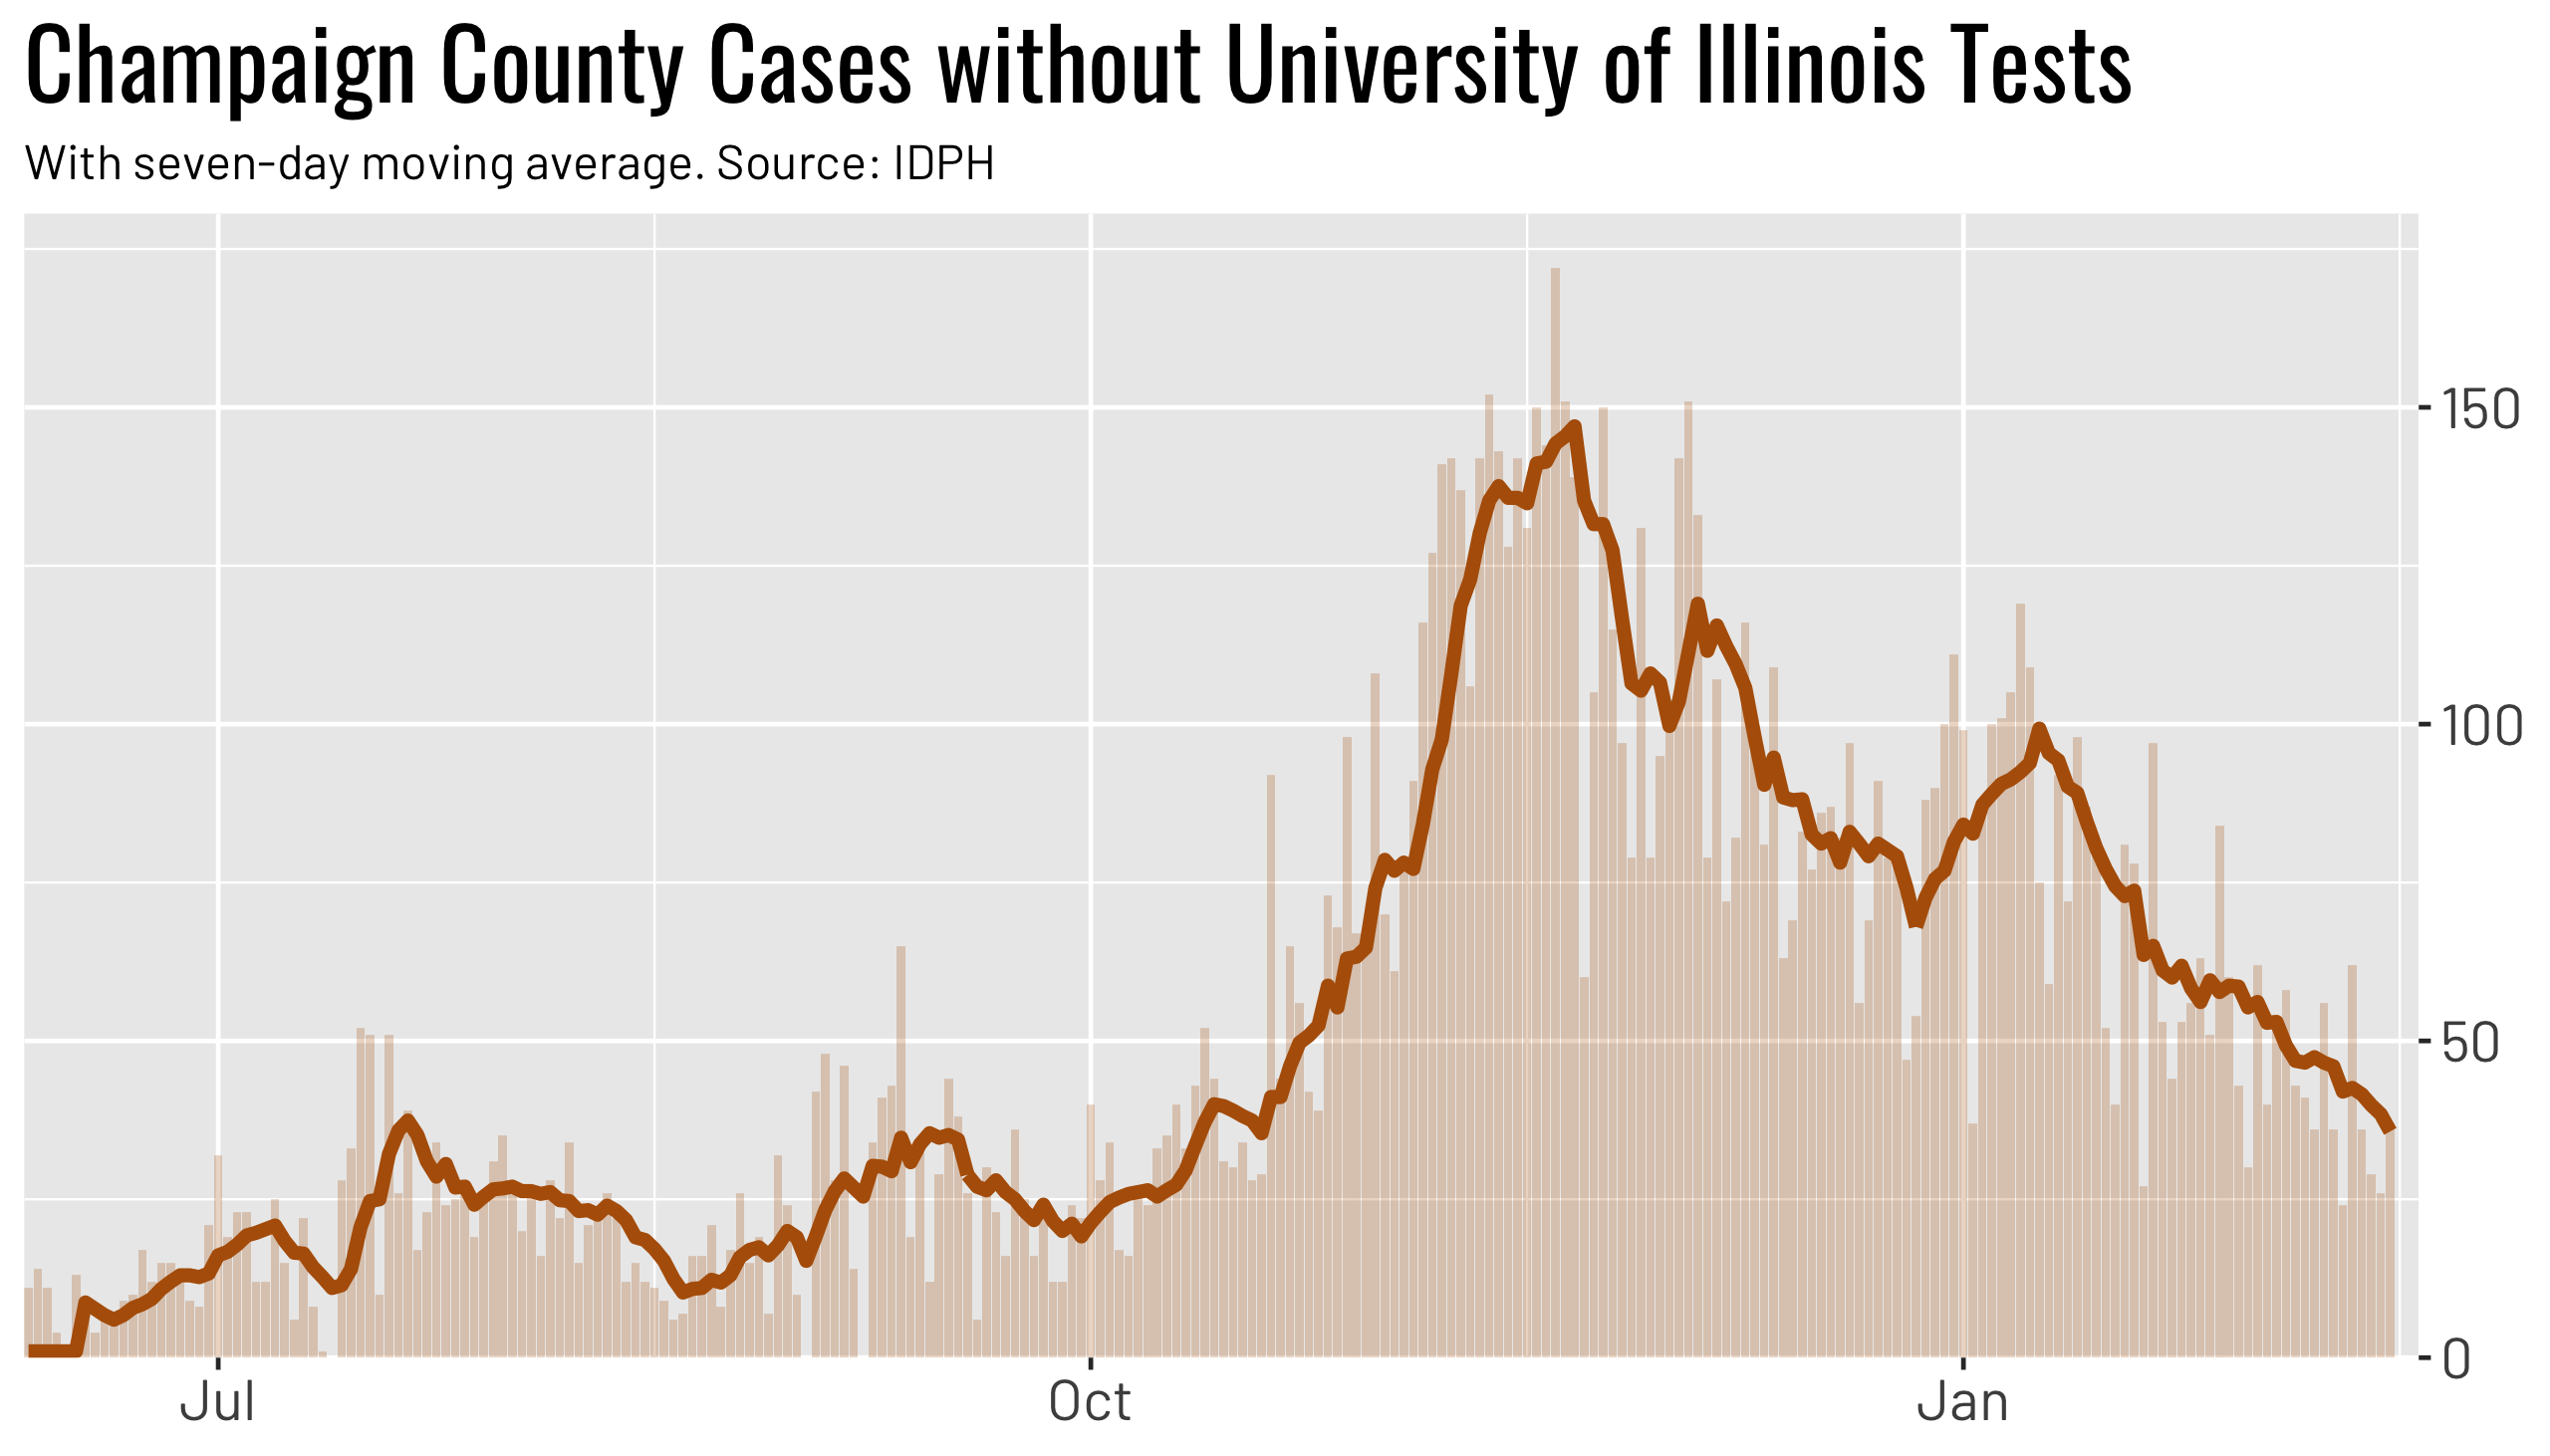 Champaign County Cases without University of Illinois Tests
With seven-day moving average. Source: IDPH
150
100
50
0
Jul Oct Jan